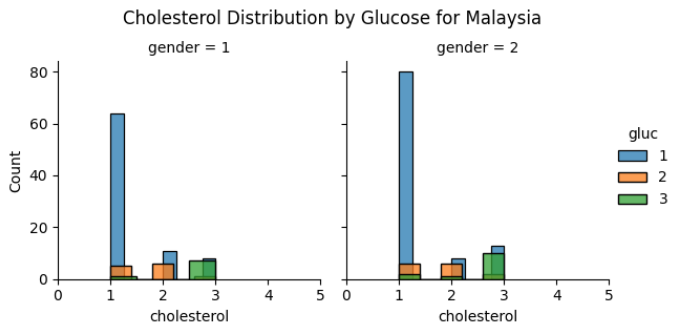 Cholesterol Distribution by Glucose for Malaysia
gender = 1
gender = 2
80
60
40
20
0
Count
0 1 2 3 4 5
0 1 2 3 4 5
cholesterol
cholesterol
gluc
1
2
3